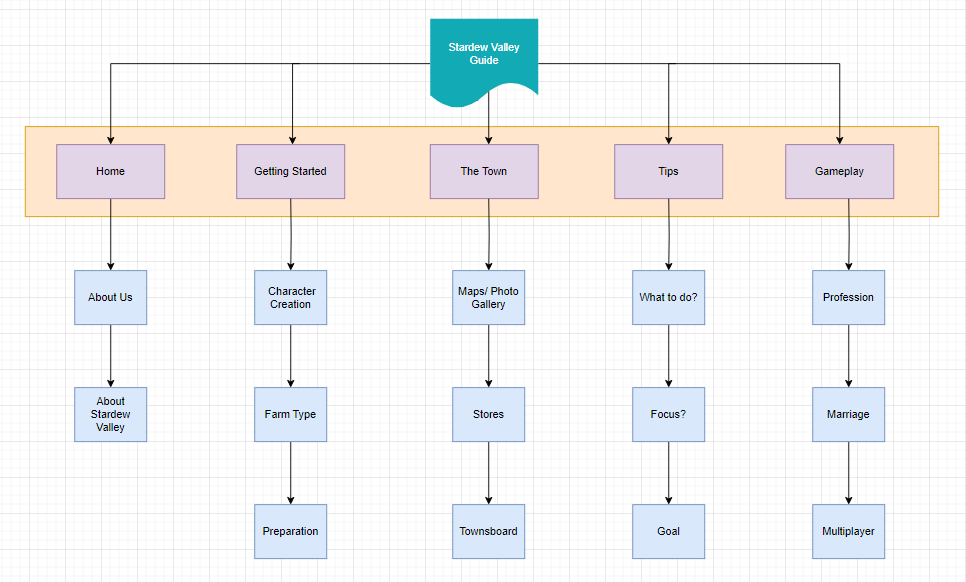 Stardew Valley
Guide
Home
Getting Started
The Town
Tips
Gameplay
About Us
Character
Creation
Maps/ Photo
Gallery
What to do?
Profession
About
Stardew
Valley
Farm Type
Stores
Focus?
Marriage
Preparation
Townsboard
Goal
Multiplayer